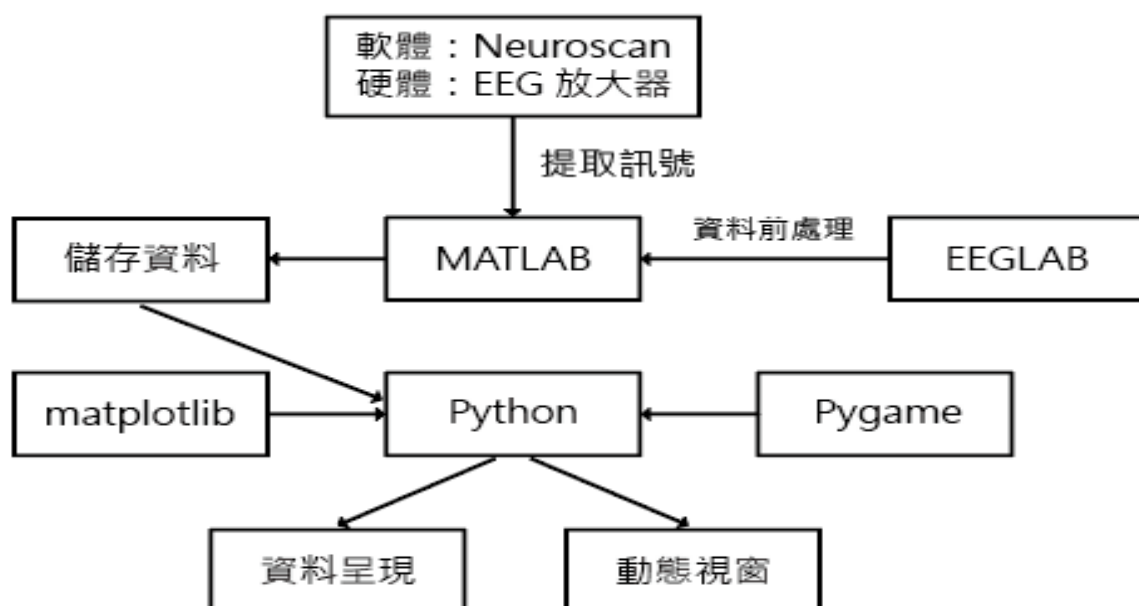 軟體：Neuroscan
硬體：EEG 放大器
提取訊號
儲存資料
MATLAB
資料前處理
EEGLAB
matplotlib
Python
Pygame
資料呈現
動態視窗